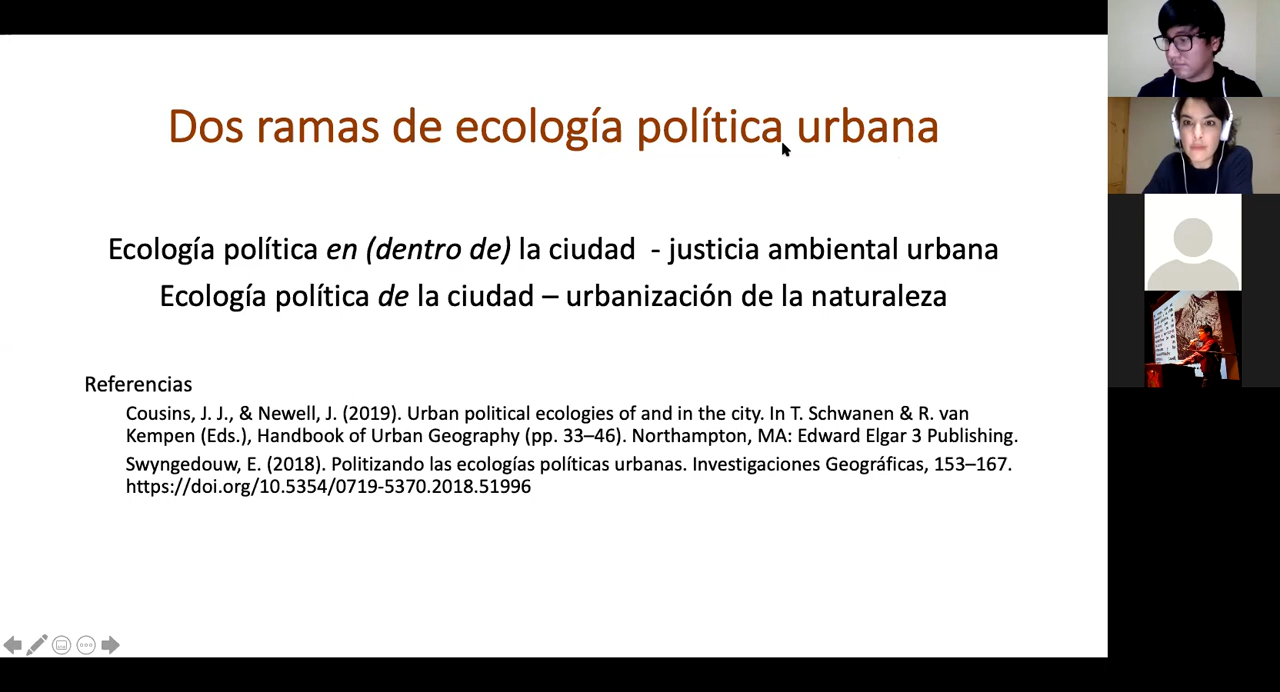 Dos ramas de ecología política urbana
Ecología política en (dentro de) la ciudad - justicia ambiental urbana
Ecología política de la ciudad – urbanización de la naturaleza
Referencias
Cousins, J. J., & Newell, J. (2019). Urban political ecologies of and in the city. In T. Schwanen & R. van
Kempen (Eds.), Handbook of Urban Geography (pp. 33–46). Northampton, MA: Edward Elgar 3 Publishing.
Swyngedouw, E. (2018). Politizando las ecologías políticas urbanas. Investigaciones Geográficas, 153–167.
https://doi.org/10.5354/0719-5370.2018.51996